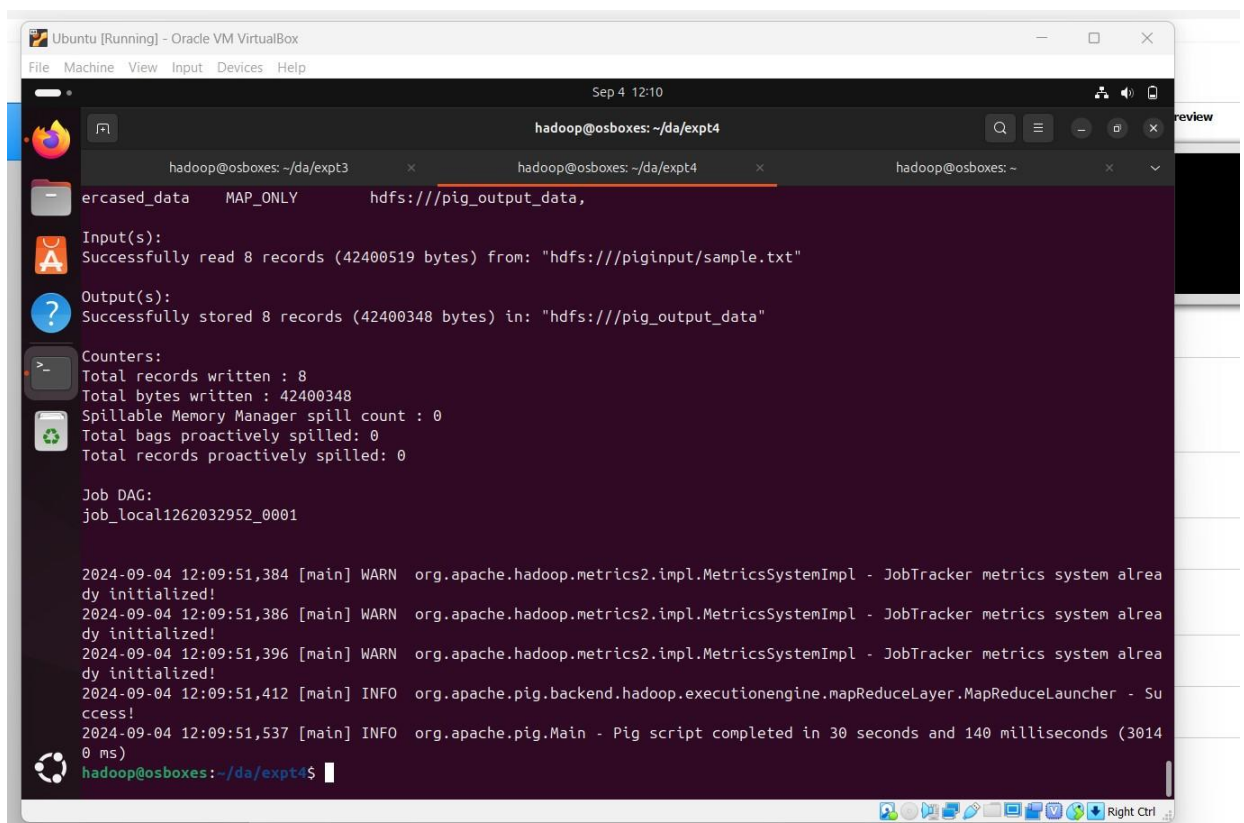 Ubuntu [Running] - Oracle VM VirtualBox
File Machine View Input Devices Help
Sep 4 12:10
review
hadoop@osboxes: ~/da/expt4
hadoop@osboxes: ~/da/expt3 × hadoop@osboxes: ~/da/expt4 × hadoop@osboxes: ~ ×
ercased_data MAP_ONLY hdfs:///pig_output_data,
Input(s):
Successfully read 8 records (42400519 bytes) from: "hdfs:///piginput/sample.txt"
Output(s):
Successfully stored 8 records (42400348 bytes) in: "hdfs:///pig_output_data"
Counters:
Total records written : 8
Total bytes written : 42400348
Spillable Memory Manager spill count : 0
Total bags proactively spilled: 0
Total records proactively spilled: 0
Job DAG:
job_local1262032952_0001
2024-09-04 12:09:51,384 [main] WARN org.apache.hadoop.metrics2.impl.MetricsSystemImpl - JobTracker metrics system alrea
dy initialized!
2024-09-04 12:09:51,386 [main] WARN org.apache.hadoop.metrics2.impl.MetricsSystemImpl - JobTracker metrics system alrea
dy initialized!
2024-09-04 12:09:51,396 [main] WARN org.apache.hadoop.metrics2.impl.MetricsSystemImpl - JobTracker metrics system alrea
dy initialized!
2024-09-04 12:09:51,412 [main] INFO org.apache.pig.backend.hadoop.executionengine.mapReduceLayer.MapReduceLauncher - Su
ccess!
2024-09-04 12:09:51,537 [main] INFO org.apache.pig.Main - Pig script completed in 30 seconds and 140 milliseconds (3014
0 ms)
hadoop@osboxes:~/da/expt4$
Right Ctrl